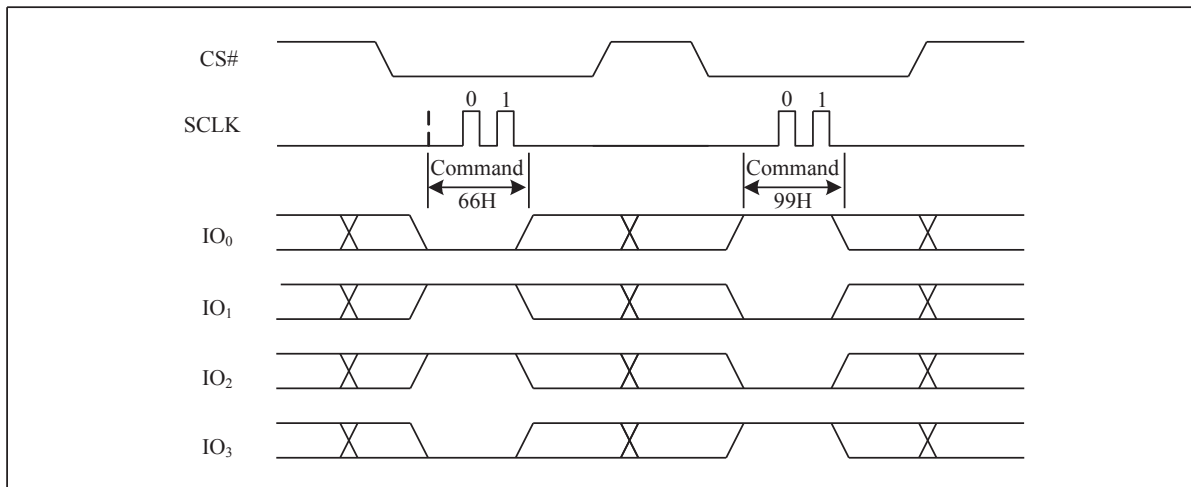 CS#
0 1 0 1
SCLK
Command Command
66H 99H
IO₀
IO₁
IO₂
IO₃